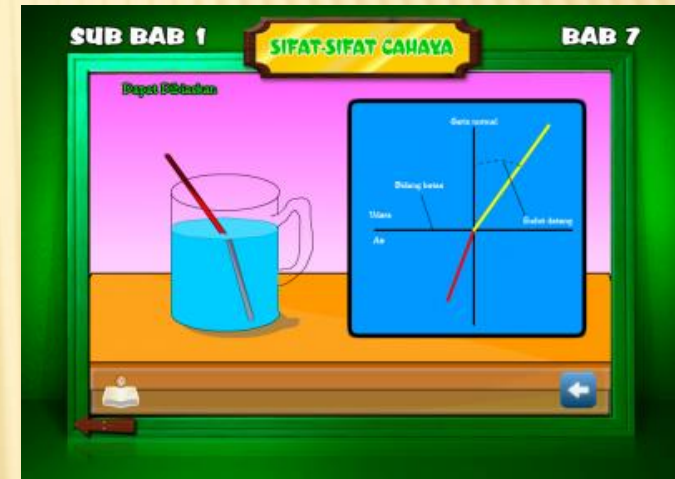 SUB BAB 1
SIFAT-SIFAT CAHAYA
BAB 7
Dapat Dibiaskan
Garis normal
Bidang batas
Udara
Sudut datang
Air